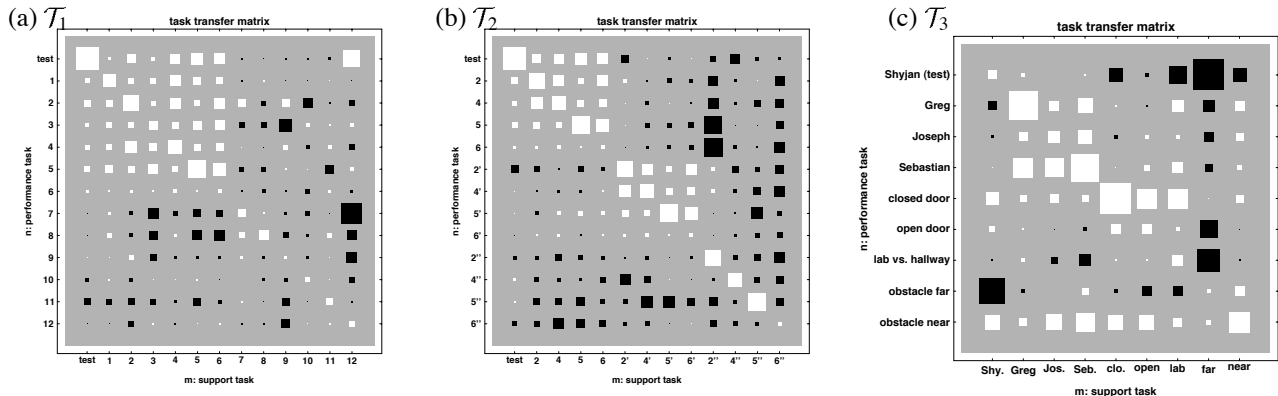 (a) T1
task transfer matrix
test
1
2
3
4
5
6
7
8
9
10
11
12
n: performance task
test 1 2 3 4 5 6 7 8 9 10 11 12
m: support task
(b) T2
task transfer matrix
test
2
4
5
6
2'
4'
5'
6'
2''
4''
5''
6''
n: performance task
test 2 4 5 6 2' 4' 5' 6' 2'' 4'' 5'' 6''
m: support task
(c) T3
task transfer matrix
Shyjan (test)
Greg
Joseph
Sebastian
closed door
open door
lab vs. hallway
obstacle far
obstacle near
n: performance task
Shy. Greg Jos. Seb. clo. open lab far near
m: support task